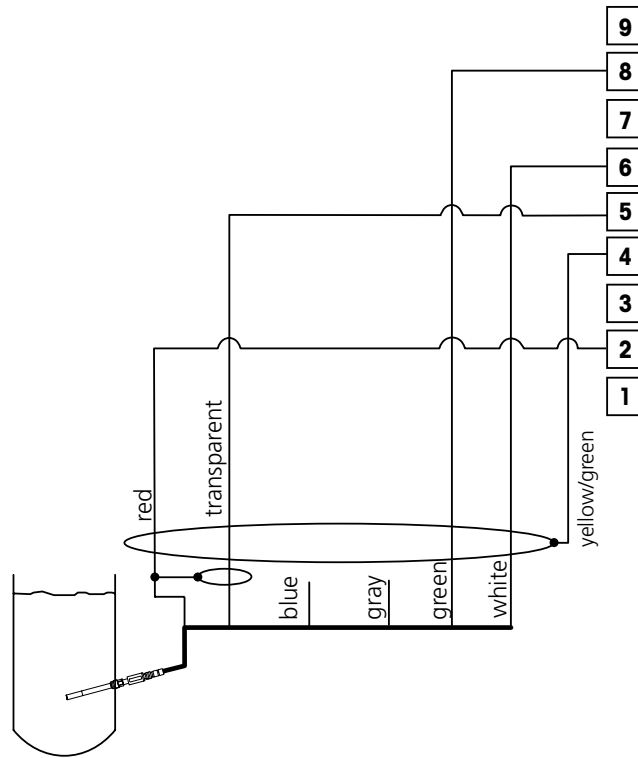 9
8
7
6
5
4
3
2
1
red
transparent
blue
gray
green
white
yellow/green